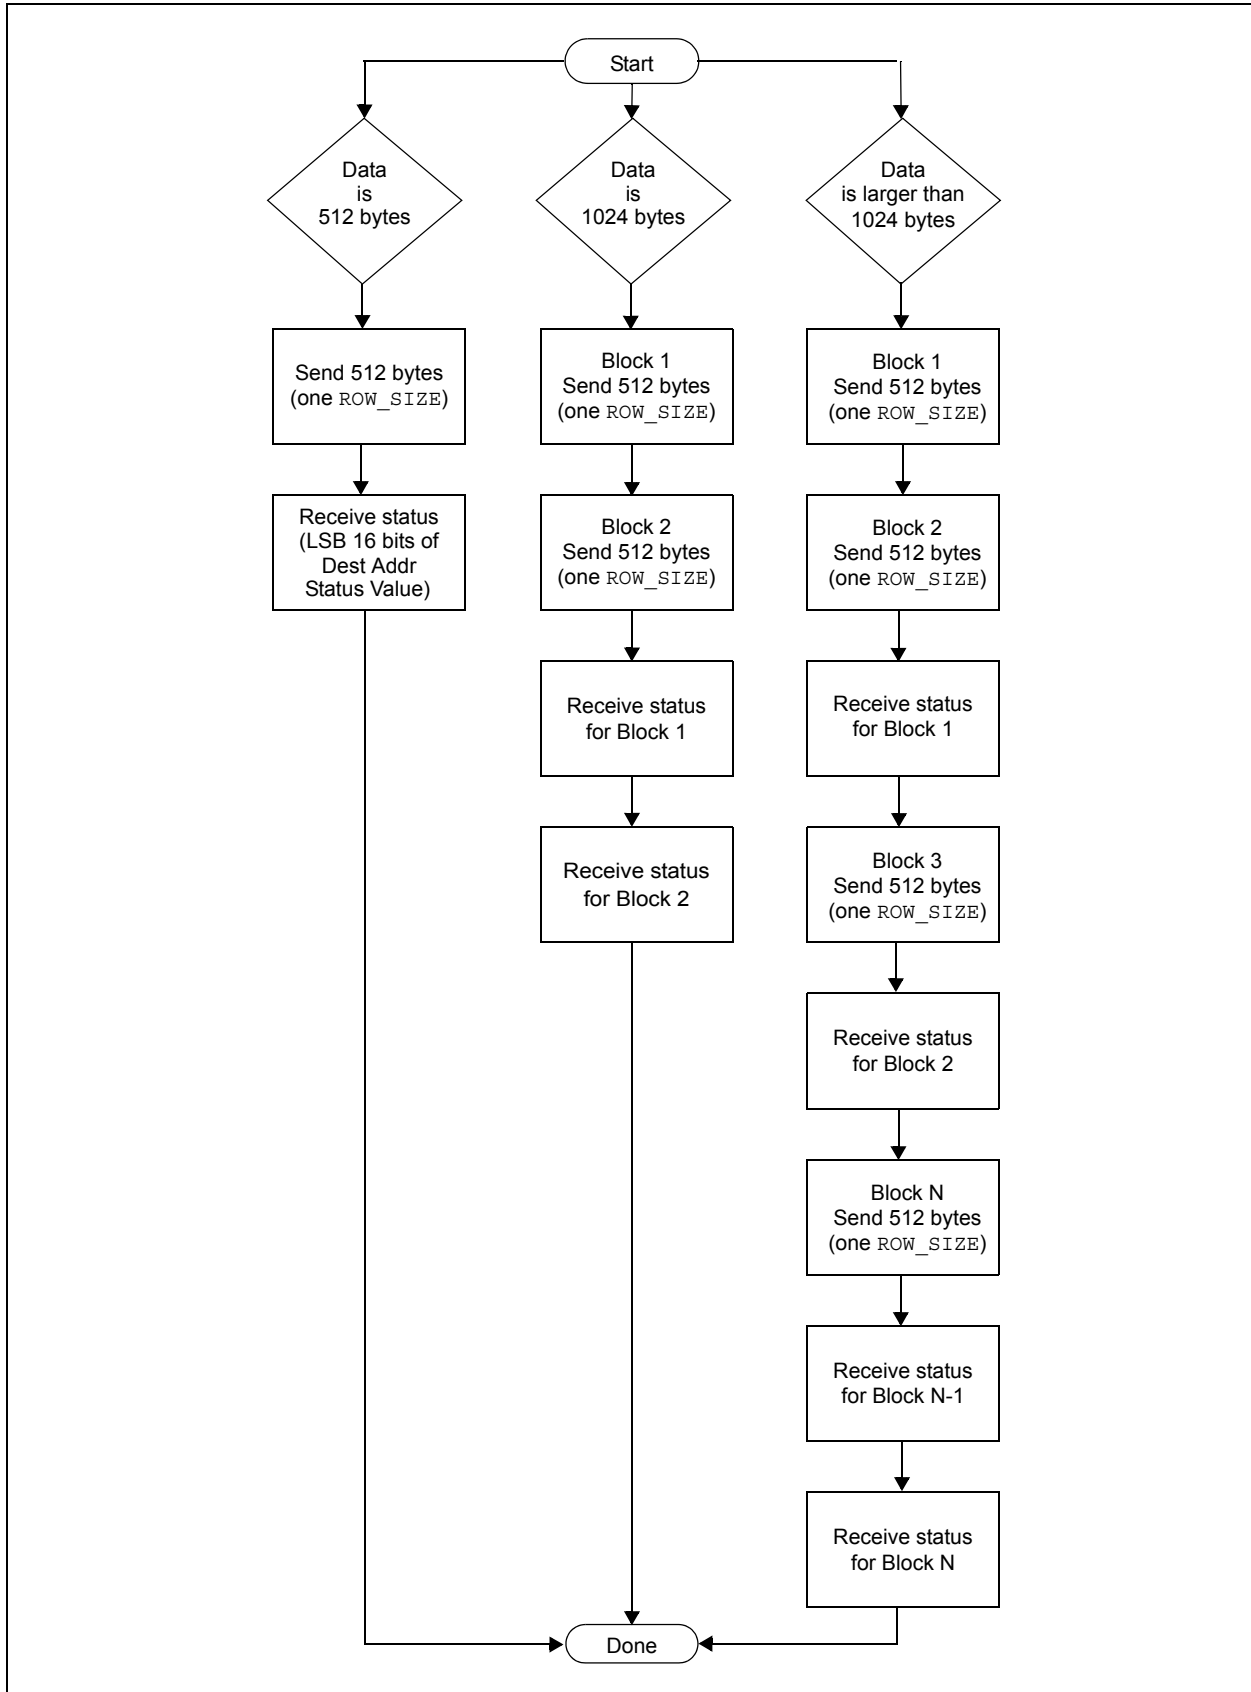 Start
Data
is
512 bytes
Data
is
1024 bytes
Data
is larger than
1024 bytes
Send 512 bytes
(one ROW_SIZE)
Receive status
(LSB 16 bits of
Dest Addr
Status Value)
Block 1
Send 512 bytes
(one ROW_SIZE)
Block 2
Send 512 bytes
(one ROW_SIZE)
Receive status
for Block 1
Receive status
for Block 2
Block 1
Send 512 bytes
(one ROW_SIZE)
Block 2
Send 512 bytes
(one ROW_SIZE)
Receive status
for Block 1
Block 3
Send 512 bytes
(one ROW_SIZE)
Receive status
for Block 2
Block N
Send 512 bytes
(one ROW_SIZE)
Receive status
for Block N-1
Receive status
for Block N
Done